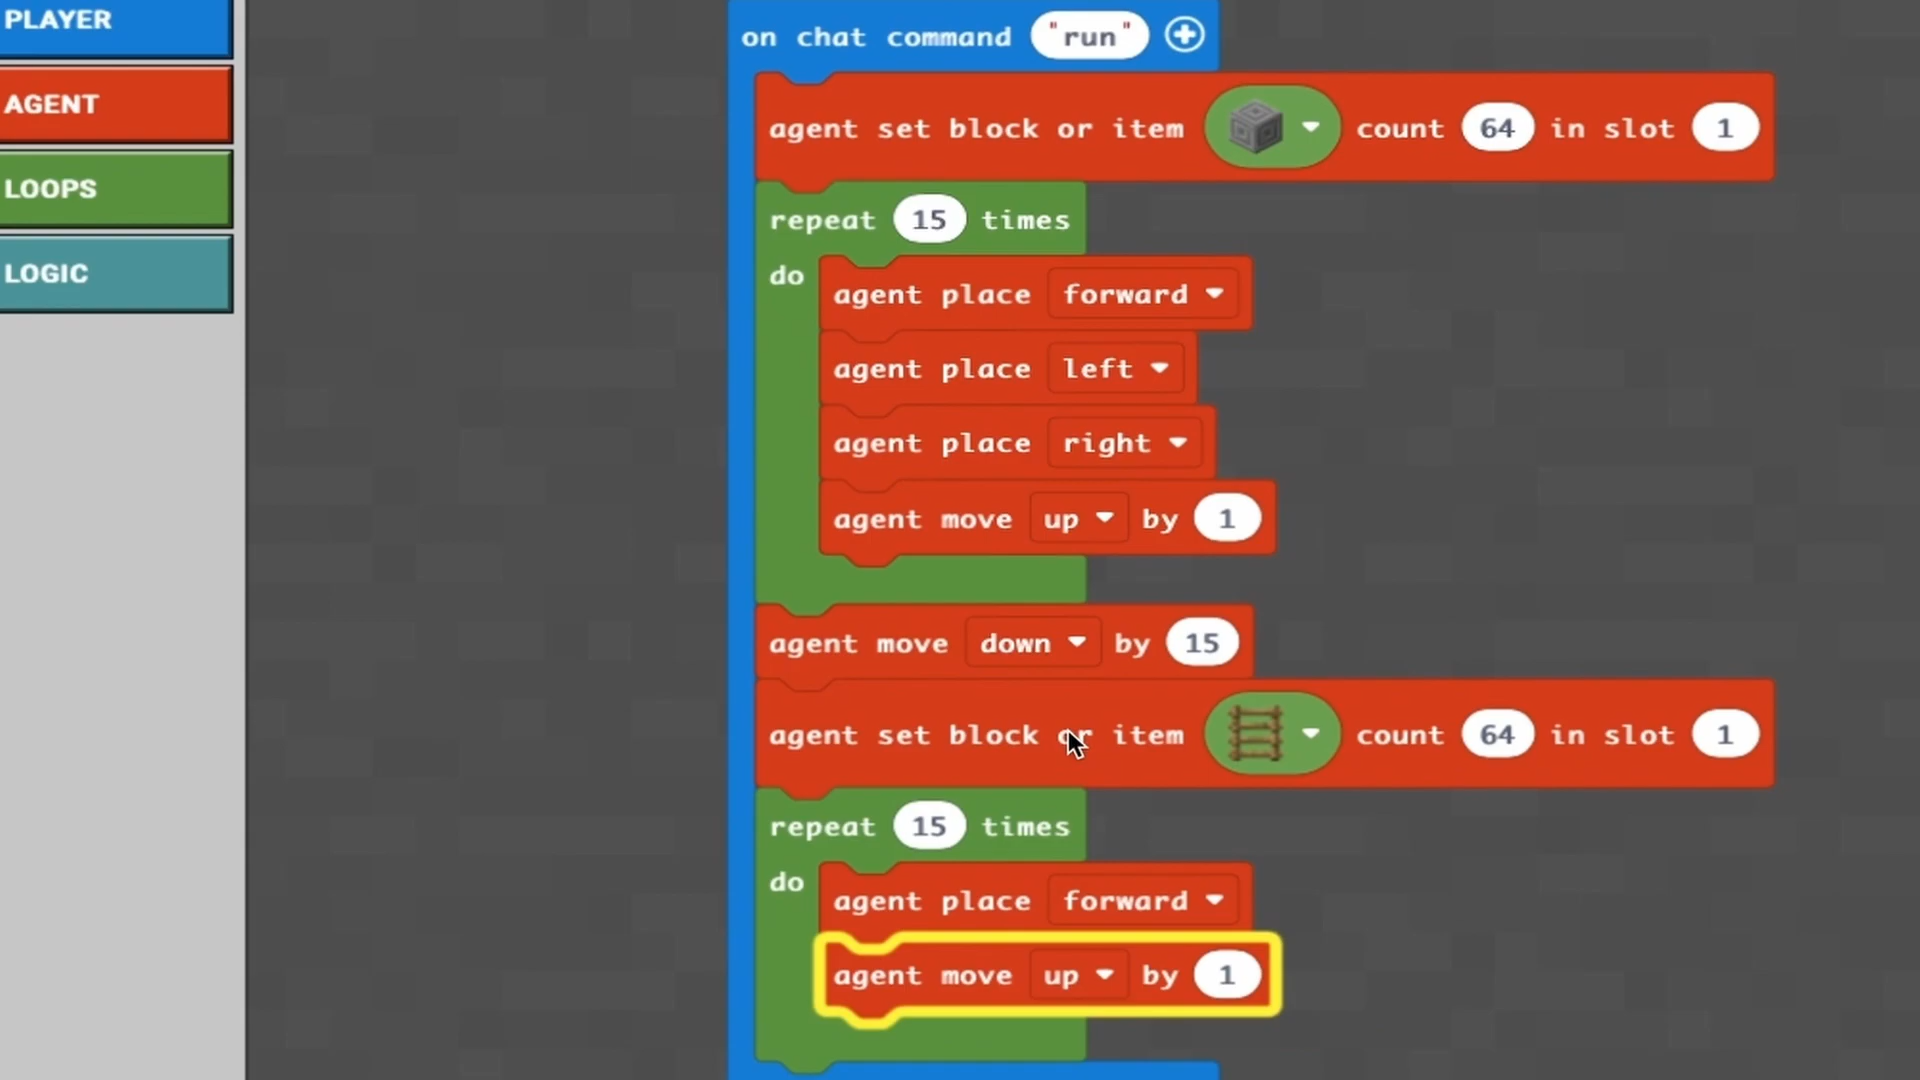 PLAYER
AGENT
LOOPS
LOGIC
on chat command "run"
agent set block or item count 64 in slot 1
repeat 15 times
do
agent place forward
agent place left
agent place right
agent move up by 1
agent move down by 15
agent set block or item count 64 in slot 1
repeat 15 times
do
agent place forward
agent move up by 1